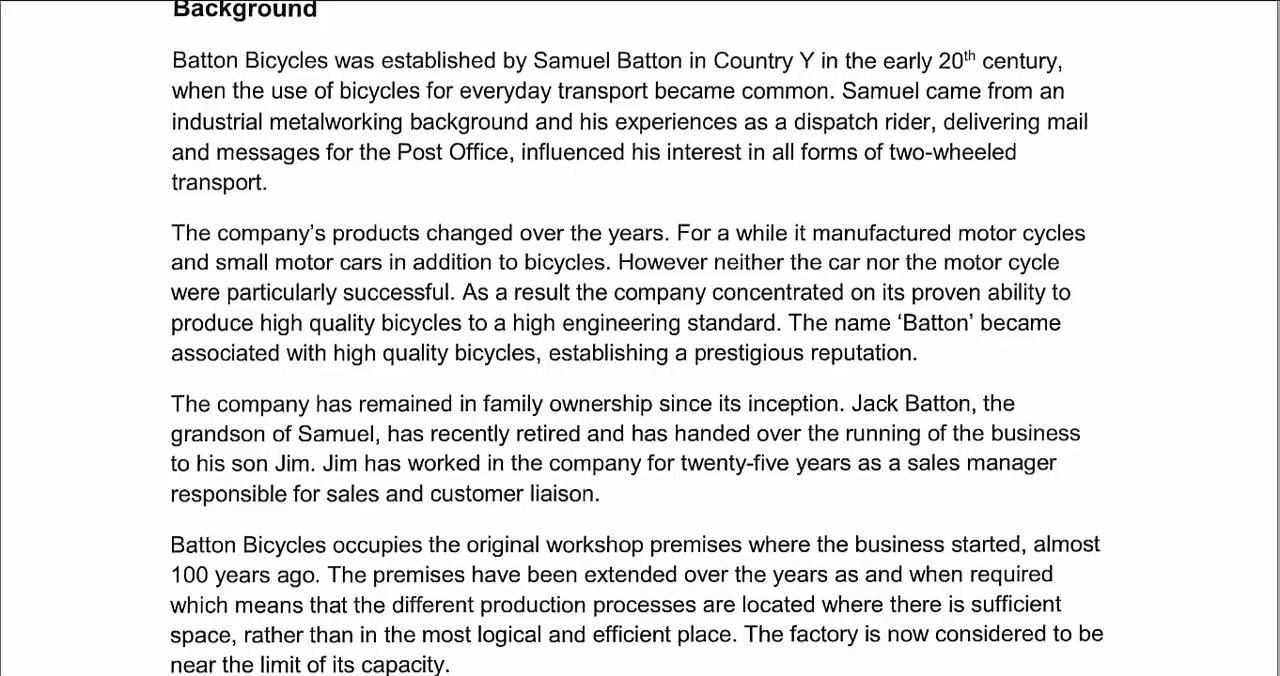 Background
Batton Bicycles was established by Samuel Batton in Country Y in the early 20th century,
when the use of bicycles for everyday transport became common. Samuel came from an
industrial metalworking background and his experiences as a dispatch rider, delivering mail
and messages for the Post Office, influenced his interest in all forms of two-wheeled
transport.
The company’s products changed over the years. For a while it manufactured motor cycles
and small motor cars in addition to bicycles. However neither the car nor the motor cycle
were particularly successful. As a result the company concentrated on its proven ability to
produce high quality bicycles to a high engineering standard. The name ‘Batton’ became
associated with high quality bicycles, establishing a prestigious reputation.
The company has remained in family ownership since its inception. Jack Batton, the
grandson of Samuel, has recently retired and has handed over the running of the business
to his son Jim. Jim has worked in the company for twenty-five years as a sales manager
responsible for sales and customer liaison.
Batton Bicycles occupies the original workshop premises where the business started, almost
100 years ago. The premises have been extended over the years as and when required
which means that the different production processes are located where there is sufficient
space, rather than in the most logical and efficient place. The factory is now considered to be
near the limit of its capacity.